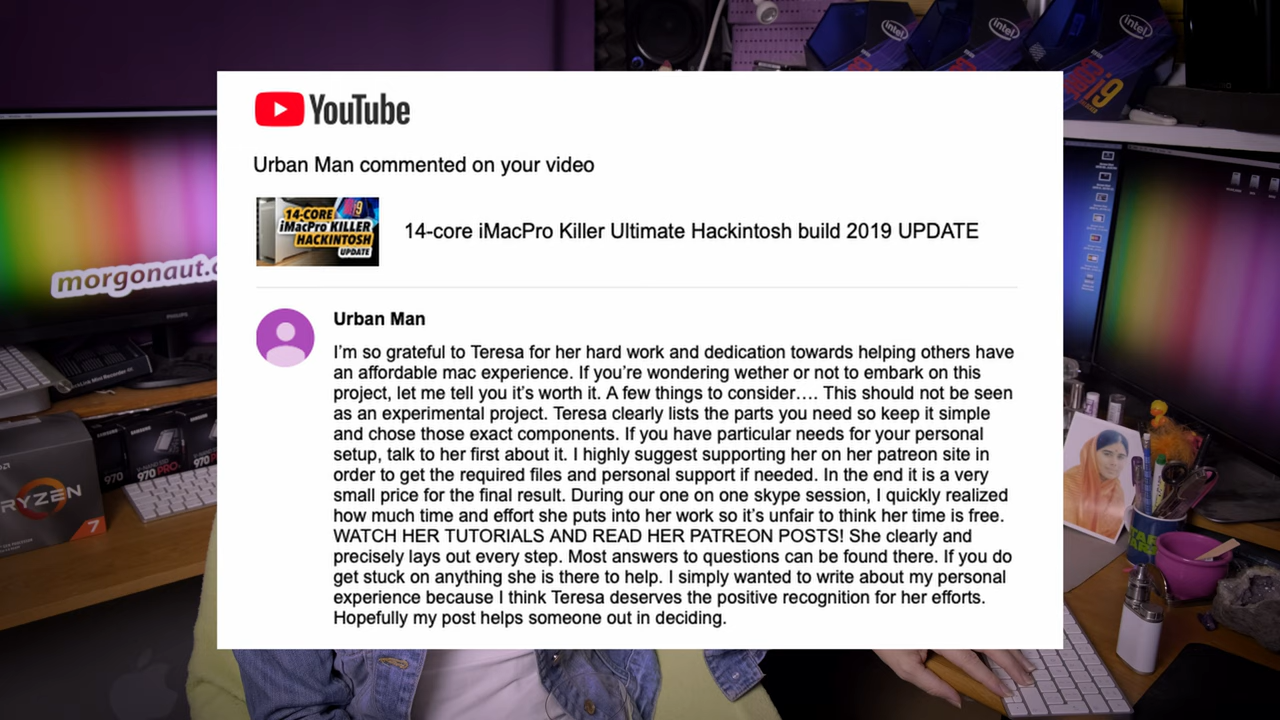 YouTube
Urban Man commented on your video
14-CORE
iMacPro KILLER
HACKINTOSH
UPDATE
14-core iMacPro Killer Ultimate Hackintosh build 2019 UPDATE
Urban Man
I'm so grateful to Teresa for her hard work and dedication towards helping others have
an affordable mac experience. If you're wondering wether or not to embark on this
project, let me tell you it's worth it. A few things to consider…. This should not be seen
as an experimental project. Teresa clearly lists the parts you need so keep it simple
and chose those exact components. If you have particular needs for your personal
setup, talk to her first about it. I highly suggest supporting her on her patreon site in
order to get the required files and personal support if needed. In the end it is a very
small price for the final result. During our one on one skype session, I quickly realized
how much time and effort she puts into her work so it's unfair to think her time is free.
WATCH HER TUTORIALS AND READ HER PATREON POSTS! She clearly and
precisely lays out every step. Most answers to questions can be found there. If you do
get stuck on anything she is there to help. I simply wanted to write about my personal
experience because I think Teresa deserves the positive recognition for her efforts.
Hopefully my post helps someone out in deciding.
morgonaut.
PHILIPS
RYZEN
7
970 PRO
970
intel
intel
intel
i9